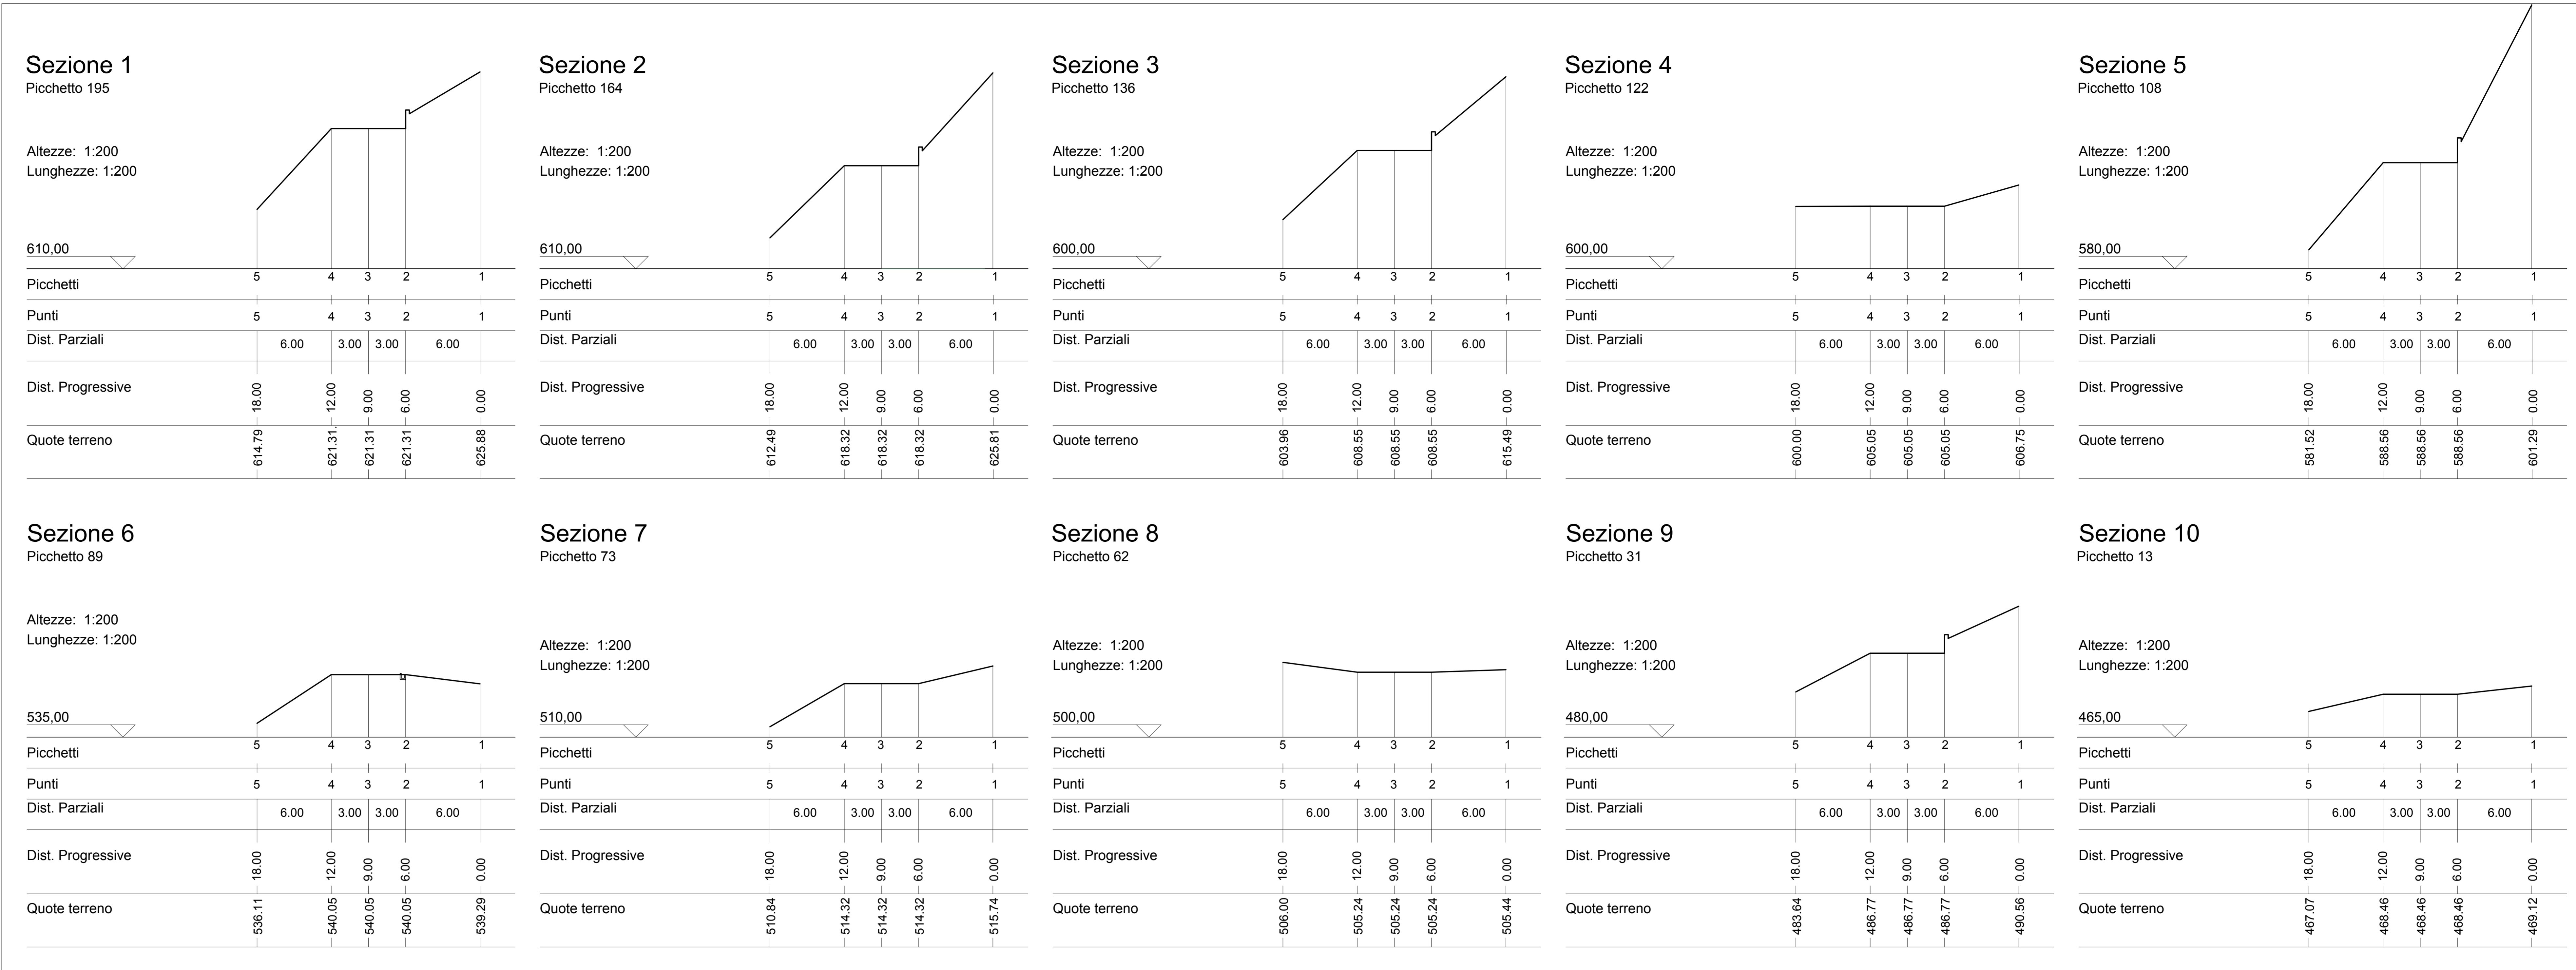 Sezione 1
Picchetto 195
Altezze: 1:200
Lunghezze: 1:200
610,00
Picchetti 5 4 3 2 1
Punti 5 4 3 2 1
Dist. Parziali 6.00 3.00 3.00 6.00
Dist. Progressive 18.00 12.00 9.00 6.00 0.00
Quote terreno 614.79 621.31. 621.31 621.31 625.88
Sezione 2
Picchetto 164
Altezze: 1:200
Lunghezze: 1:200
610,00
Picchetti 5 4 3 2 1
Punti 5 4 3 2 1
Dist. Parziali 6.00 3.00 3.00 6.00
Dist. Progressive 18.00 12.00 9.00 6.00 0.00
Quote terreno 612.49 618.32 618.32 618.32 625.81
Sezione 3
Picchetto 136
Altezze: 1:200
Lunghezze: 1:200
600,00
Picchetti 5 4 3 2 1
Punti 5 4 3 2 1
Dist. Parziali 6.00 3.00 3.00 6.00
Dist. Progressive 18.00 12.00 9.00 6.00 0.00
Quote terreno 603.96 608.55 608.55 608.55 615.49
Sezione 4
Picchetto 122
Altezze: 1:200
Lunghezze: 1:200
600,00
Picchetti 5 4 3 2 1
Punti 5 4 3 2 1
Dist. Parziali 6.00 3.00 3.00 6.00
Dist. Progressive 18.00 12.00 9.00 6.00 0.00
Quote terreno 600.00 605.05 605.05 605.05 606.75
Sezione 5
Picchetto 108
Altezze: 1:200
Lunghezze: 1:200
580,00
Picchetti 5 4 3 2 1
Punti 5 4 3 2 1
Dist. Parziali 6.00 3.00 3.00 6.00
Dist. Progressive 18.00 12.00 9.00 6.00 0.00
Quote terreno 581.52 588.56 588.56 588.56 601.29
Sezione 6
Picchetto 89
Altezze: 1:200
Lunghezze: 1:200
535,00
Picchetti 5 4 3 2 1
Punti 5 4 3 2 1
Dist. Parziali 6.00 3.00 3.00 6.00
Dist. Progressive 18.00 12.00 9.00 6.00 0.00
Quote terreno 536.11 540.05 540.05 540.05 539.29
Sezione 7
Picchetto 73
Altezze: 1:200
Lunghezze: 1:200
510,00
Picchetti 5 4 3 2 1
Punti 5 4 3 2 1
Dist. Parziali 6.00 3.00 3.00 6.00
Dist. Progressive 18.00 12.00 9.00 6.00 0.00
Quote terreno 510.84 514.32 514.32 514.32 515.74
Sezione 8
Picchetto 62
Altezze: 1:200
Lunghezze: 1:200
500,00
Picchetti 5 4 3 2 1
Punti 5 4 3 2 1
Dist. Parziali 6.00 3.00 3.00 6.00
Dist. Progressive 18.00 12.00 9.00 6.00 0.00
Quote terreno 506.00 505.24 505.24 505.24 505.44
Sezione 9
Picchetto 31
Altezze: 1:200
Lunghezze: 1:200
480,00
Picchetti 5 4 3 2 1
Punti 5 4 3 2 1
Dist. Parziali 6.00 3.00 3.00 6.00
Dist. Progressive 18.00 12.00 9.00 6.00 0.00
Quote terreno 483.64 486.77 486.77 486.77 490.56
Sezione 10
Picchetto 13
Altezze: 1:200
Lunghezze: 1:200
465,00
Picchetti 5 4 3 2 1
Punti 5 4 3 2 1
Dist. Parziali 6.00 3.00 3.00 6.00
Dist. Progressive 18.00 12.00 9.00 6.00 0.00
Quote terreno 467.07 468.46 468.46 468.46 469.12